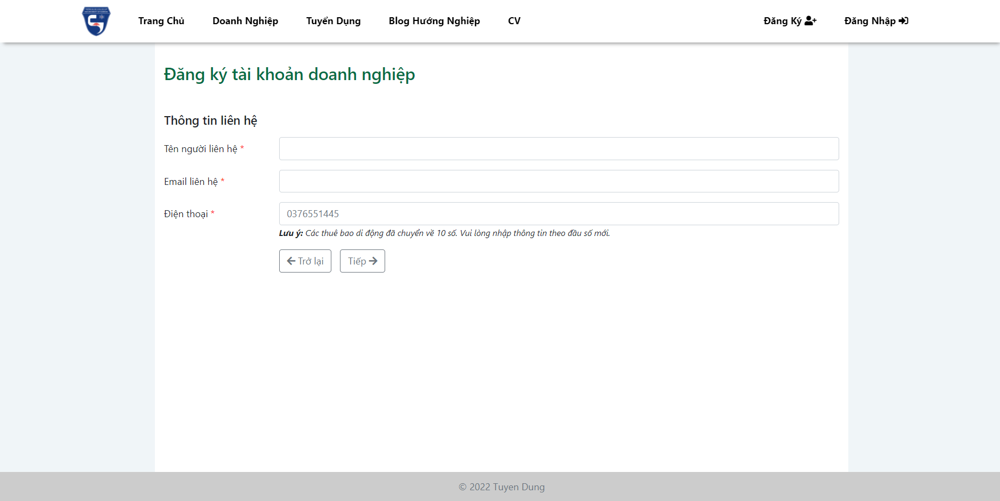 Trang Chủ
Doanh Nghiệp
Tuyển Dụng
Blog Hướng Nghiệp
CV
Đăng Ký
Đăng Nhập
Đăng ký tài khoản doanh nghiệp
Thông tin liên hệ
Tên người liên hệ *
Email liên hệ *
Điện thoại *
0376551445
Lưu ý: Các thuê bao di động đã chuyển về 10 số. Vui lòng nhập thông tin theo đầu số mới.
Trở lại
Tiếp
© 2022 Tuyen Dung